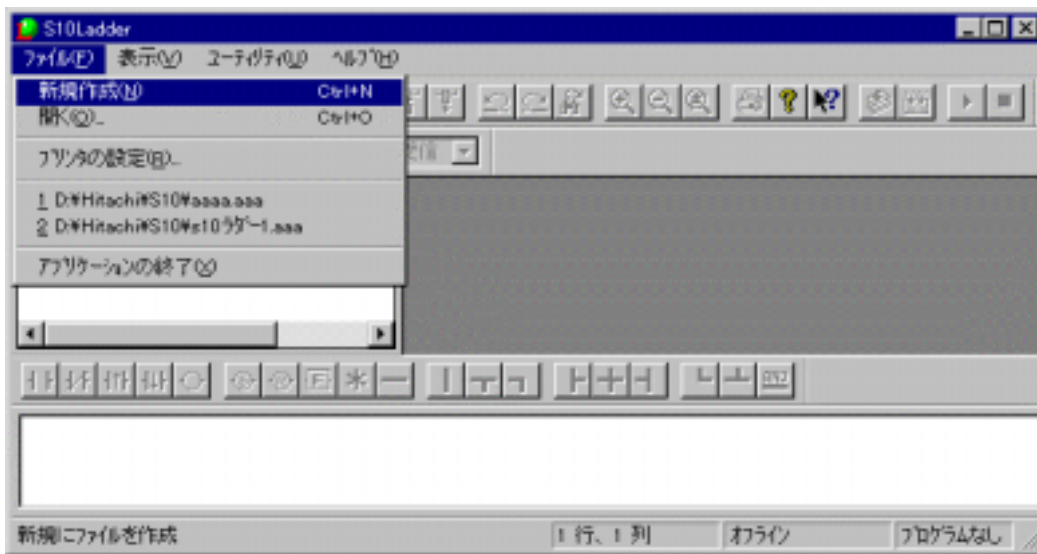 S10Ladder
ﾌｧｲﾙ(F) 表示(V) ﾕｰﾃｨﾘﾃｨ(U) ﾍﾙﾌﾟ(H)
新規作成(N) Ctrl+N
開く(O)...
Ctrl+O
ﾌﾟﾘﾝﾀの設定(R)...
1 D:¥Hitachi¥S10¥aaaa.aaa
2 D:¥Hitachi¥S10¥s10ﾗﾀﾞｰ1.aaa
ｱﾌﾟﾘｹｰｼｮﾝの終了(X)
新規にﾌｧｲﾙを作成 1 行、1 列 ｵﾌﾗｲﾝ ﾌﾟﾛｸﾞﾗﾑなし